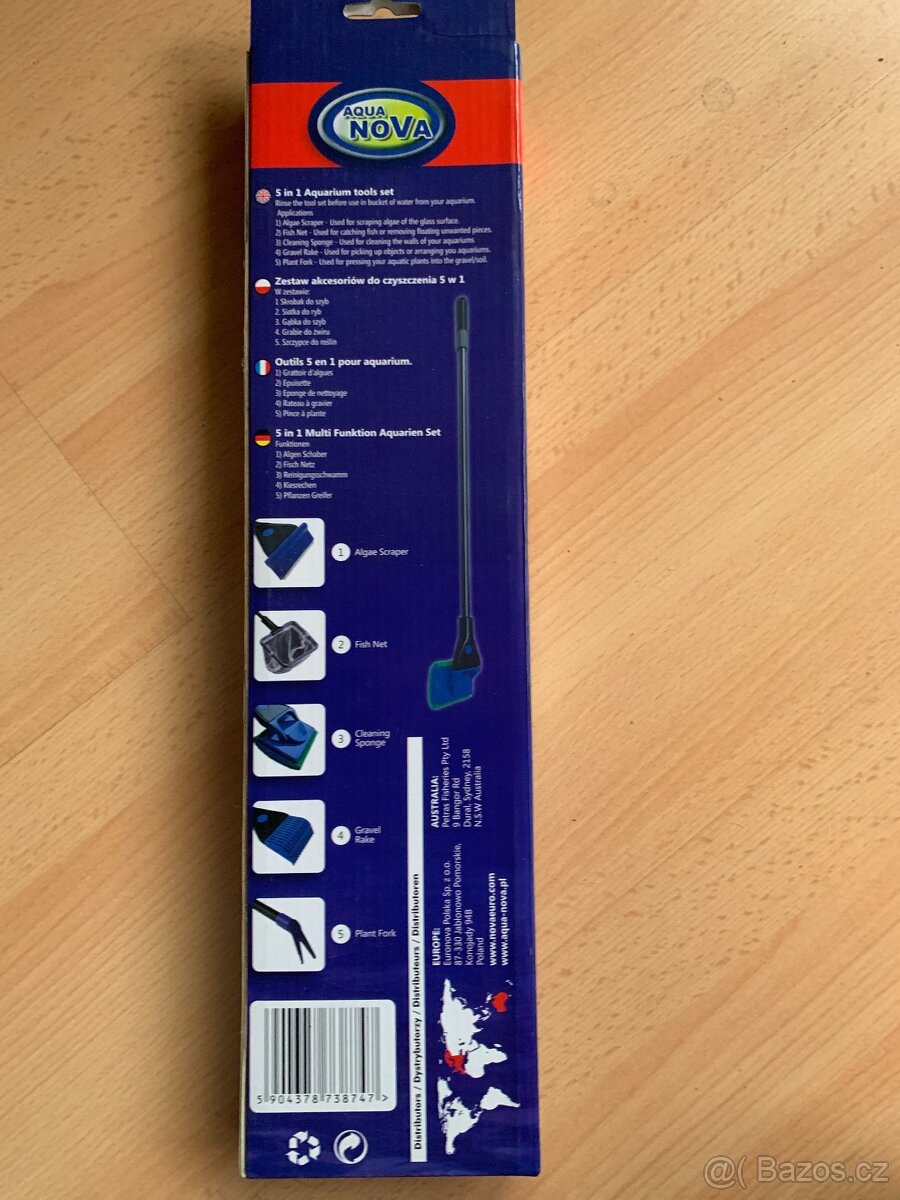 AQUA
NOVA
5 in 1 Aquarium tools set
Rinse the tool set before use in bucket of water from your aquarium.
Applications
1) Algae Scraper - Used for scraping algae of the glass surface.
2) Fish Net - Used for catching fish or removing floating unwanted pieces.
3) Cleaning Sponge - Used for cleaning the walls of your aquariums
4) Gravel Rake - Used for picking up objects or arranging you aquariums.
5) Plant Fork - Used for pressing your aquatic plants into the gravel/soil.
Zestaw akcesoriów do czyszczenia 5 w 1
W zestawie:
1 Skrobak do szyb
2. Siatka do ryb
3. Gąbka do szyb
4. Grabie do żwiru
5. Szczypce do roślin
Outils 5 en 1 pour aquarium.
1) Grattoir d'algues
2) Epuisette
3) Eponge de nettoyage
4) Rateau à gravier
5) Pince à plante
5 in 1 Multi Funktion Aquarien Set
Funktionen
1) Algen Schaber
2) Fisch Netz
3) Reinigungsschwamm
4) Kiesrechen
5) Pflanzen Greifer
1 Algae Scraper
2 Fish Net
3 Cleaning
Sponge
4 Gravel
Rake
5 Plant Fork
Distributors / Dystrybutorzy / Distributeurs / Distributoren
AUSTRALIA:
Petras Fisheries Pty Ltd
9 Bangor Rd
Dural, Sydney, 2158
N.S.W Australia
EUROPE:
Euronova Polska Sp. z o.o.
87-330 Jabłonowo Pomorskie,
Konojady 94B
Poland
www.novaeuro.com
www.aqua-nova.pl
5 904378 738747 >
@( Bazos.cz